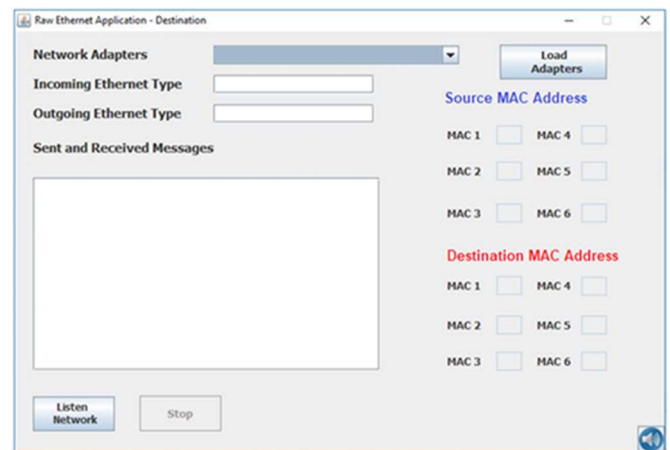 Raw Ethernet Application - Destination
Network Adapters
Load
Adapters
Incoming Ethernet Type
Outgoing Ethernet Type
Sent and Received Messages
Source MAC Address
MAC 1 MAC 4
MAC 2 MAC 5
MAC 3 MAC 6
Destination MAC Address
MAC 1 MAC 4
MAC 2 MAC 5
MAC 3 MAC 6
Listen
Network
Stop